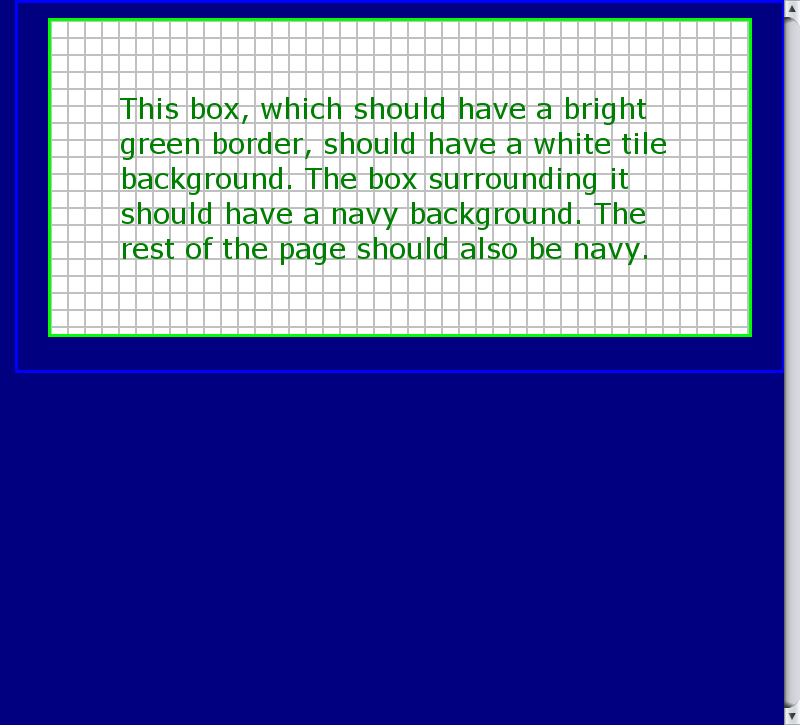 This box, which should have a bright
green border, should have a white tile
background. The box surrounding it
should have a navy background. The
rest of the page should also be navy.